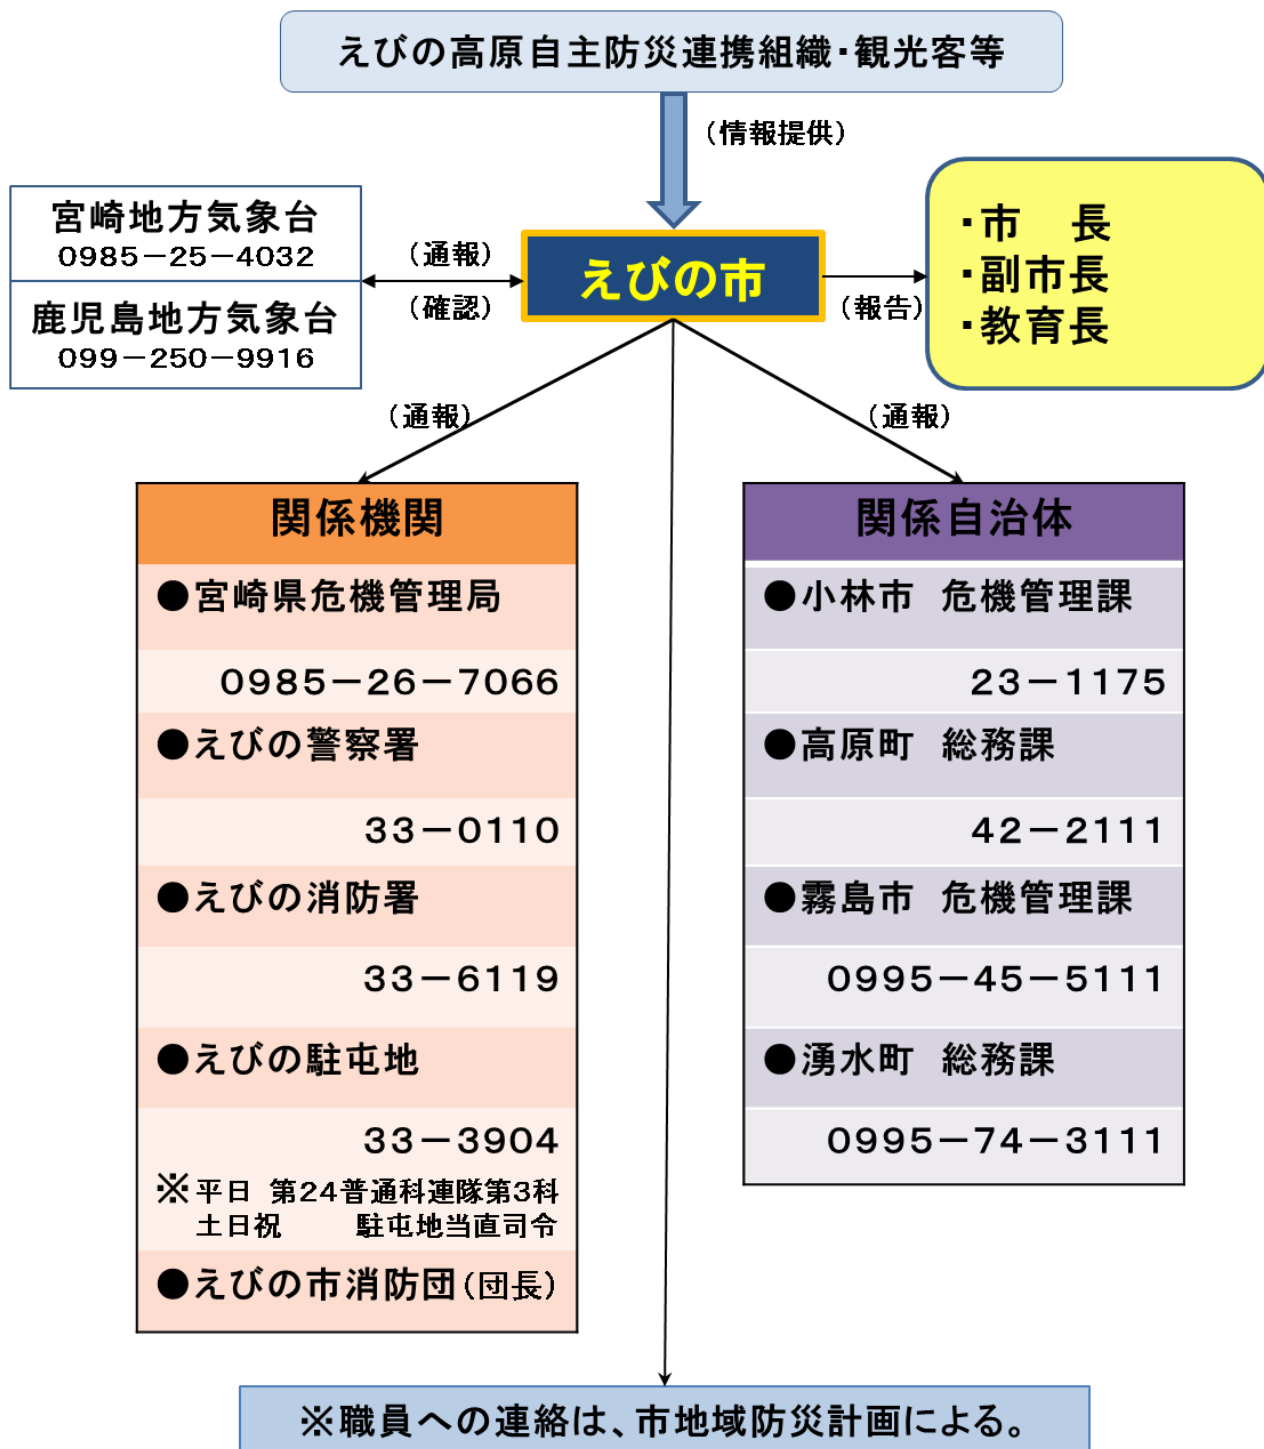 えびの高原自主防災連携組織・観光客等
（情報提供）
宮崎地方気象台
0985－25－4032
鹿児島地方気象台
099－250－9916
（通報）
（確認）
えびの市
（報告）
・市　長
・副市長
・教育長
（通報）
（通報）
関係機関
●宮崎県危機管理局
0985－26－7066
●えびの警察署
33－0110
●えびの消防署
33－6119
●えびの駐屯地
33－3904
※平日 第24普通科連隊第3科
土日祝　　駐屯地当直司令
●えびの市消防団（団長）
関係自治体
●小林市　危機管理課
23－1175
●高原町　総務課
42－2111
●霧島市　危機管理課
0995－45－5111
●湧水町　総務課
0995－74－3111
※職員への連絡は、市地域防災計画による。